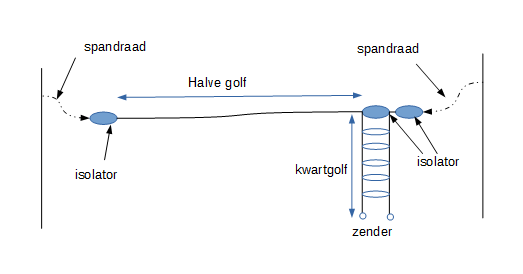 spandraad
spandraad
Halve golf
isolator
isolator
kwartgolf
zender